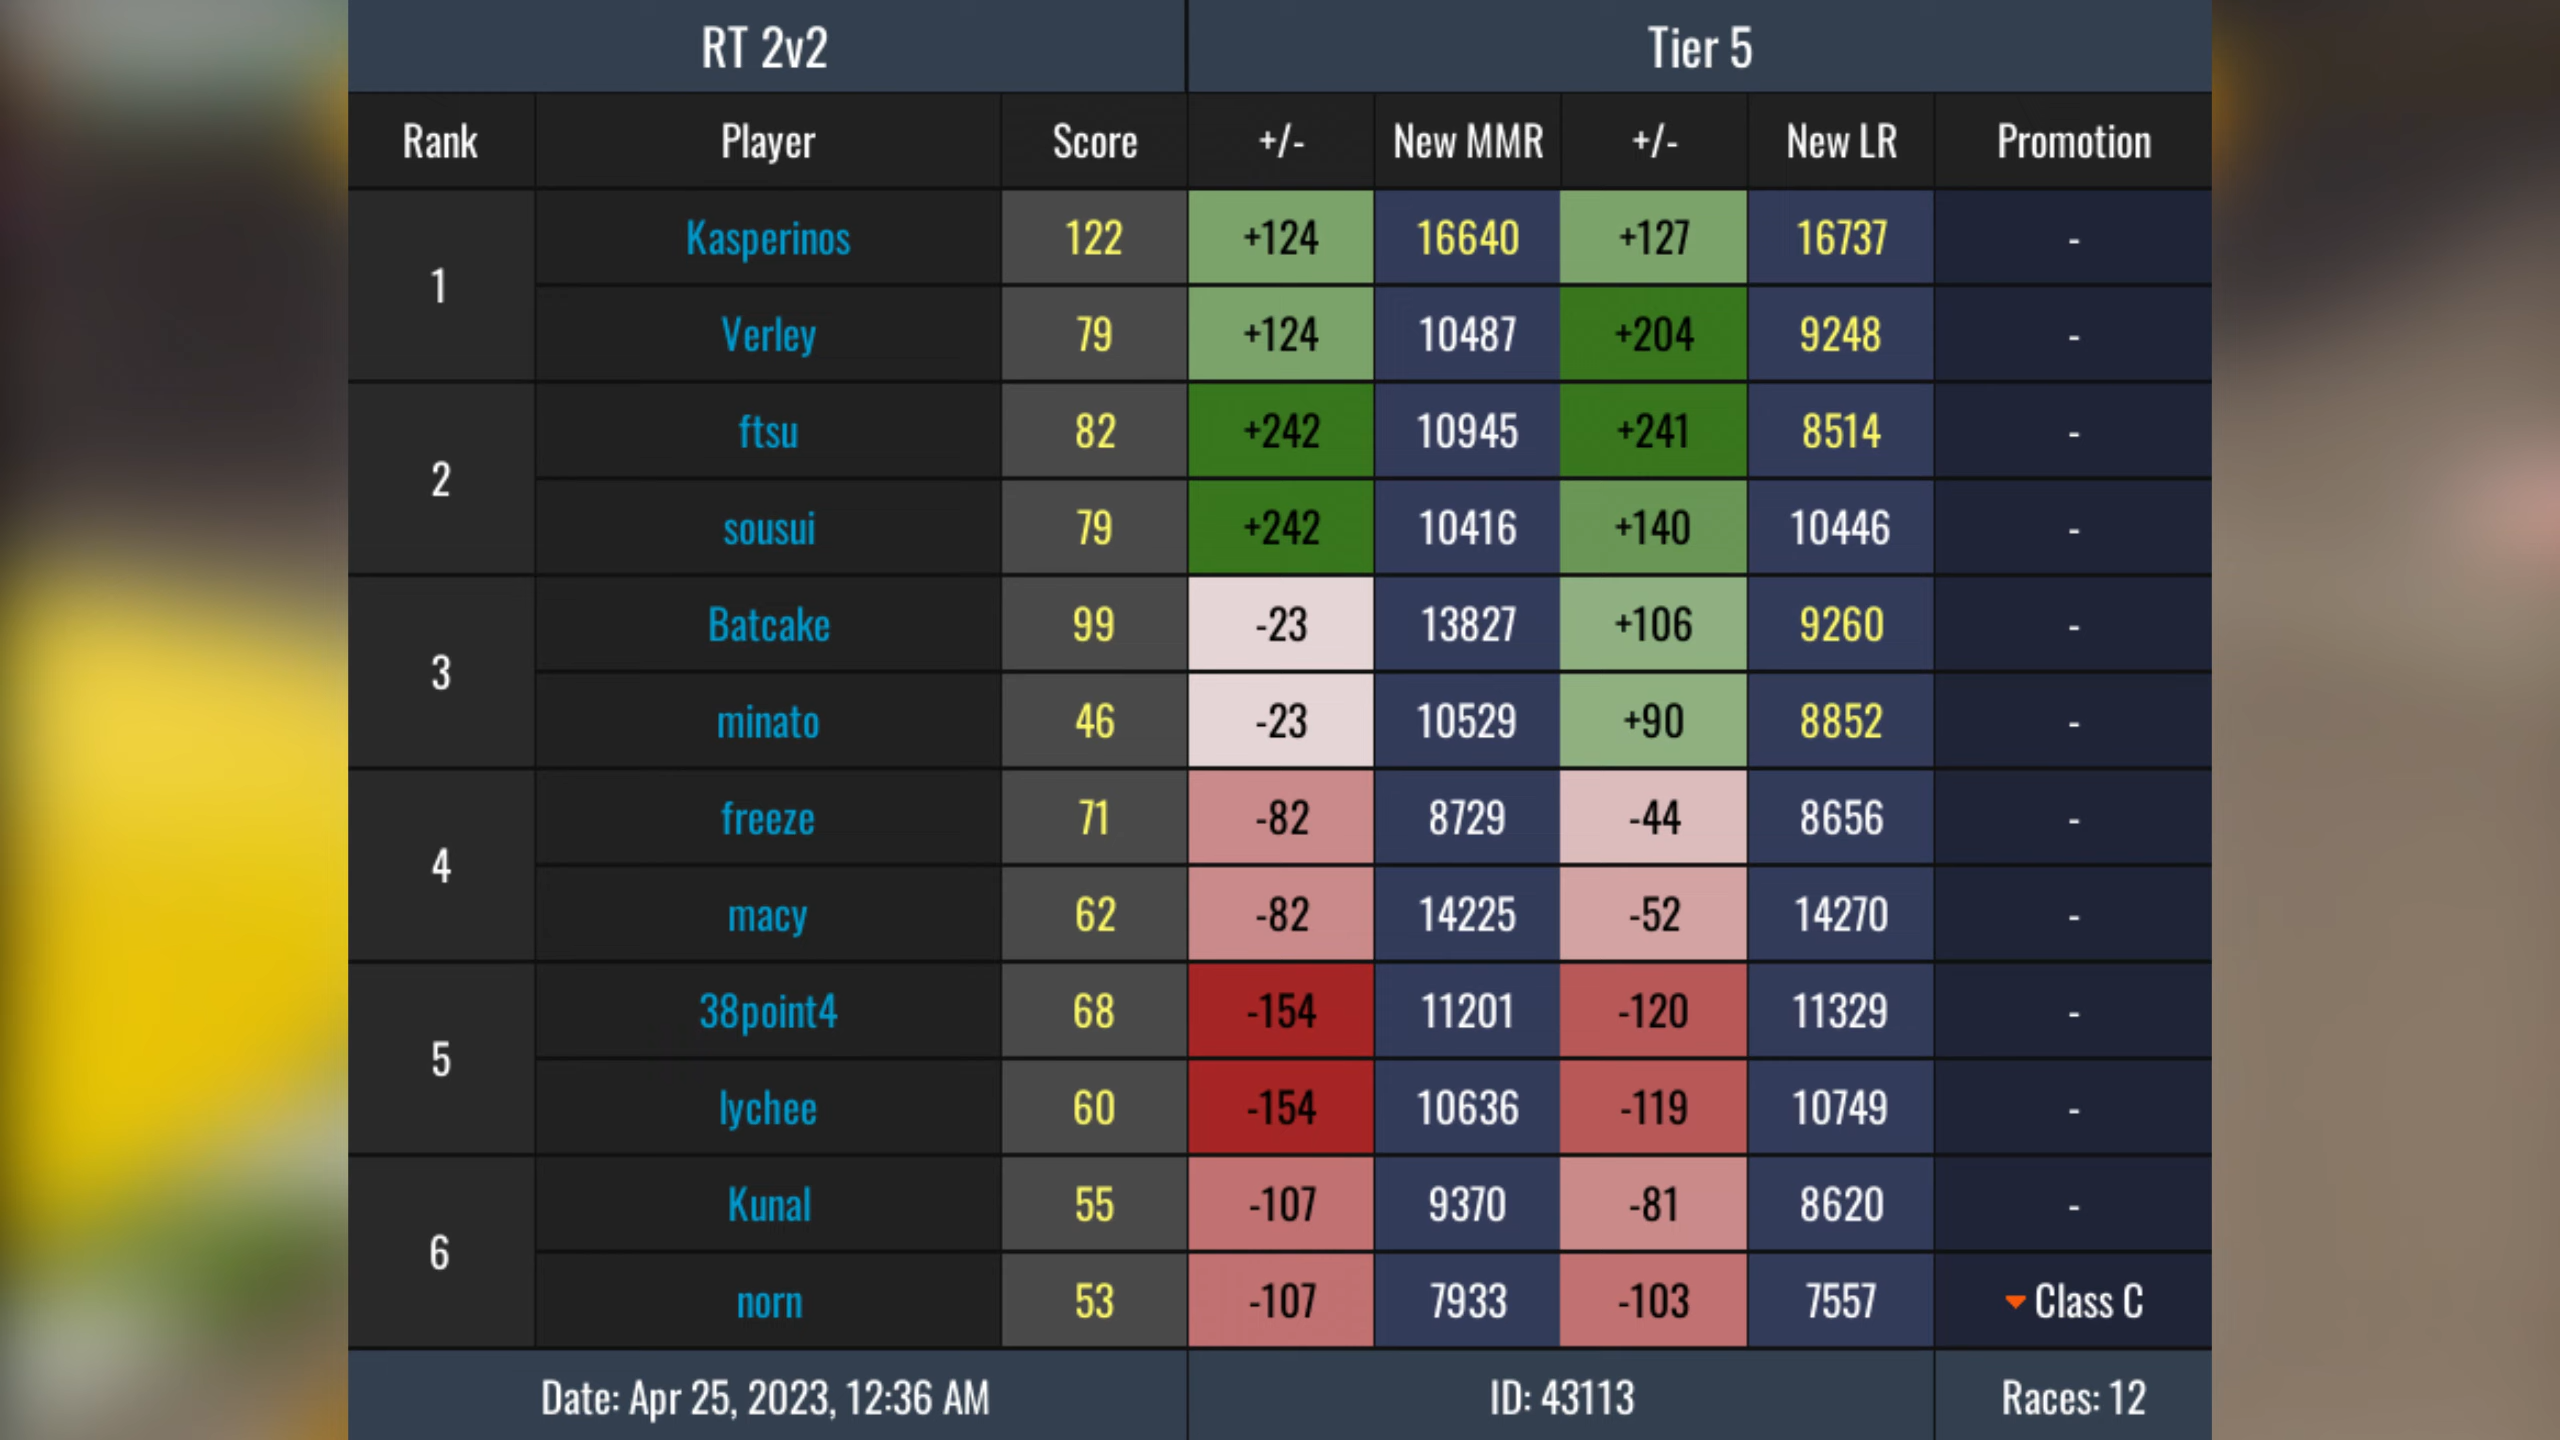 RT 2v2 Tier 5
Rank Player Score +/- New MMR +/- New LR Promotion
1 Kasperinos 122 +124 16640 +127 16737 -
Verley 79 +124 10487 +204 9248 -
2 ftsu 82 +242 10945 +241 8514 -
sousui 79 +242 10416 +140 10446 -
3 Batcake 99 -23 13827 +106 9260 -
minato 46 -23 10529 +90 8852 -
4 freeze 71 -82 8729 -44 8656 -
macy 62 -82 14225 -52 14270 -
5 38point4 68 -154 11201 -120 11329 -
lychee 60 -154 10636 -119 10749 -
6 Kunal 55 -107 9370 -81 8620 -
norn 53 -107 7933 -103 7557 Class C
Date: Apr 25, 2023, 12:36 AM ID: 43113 Races: 12